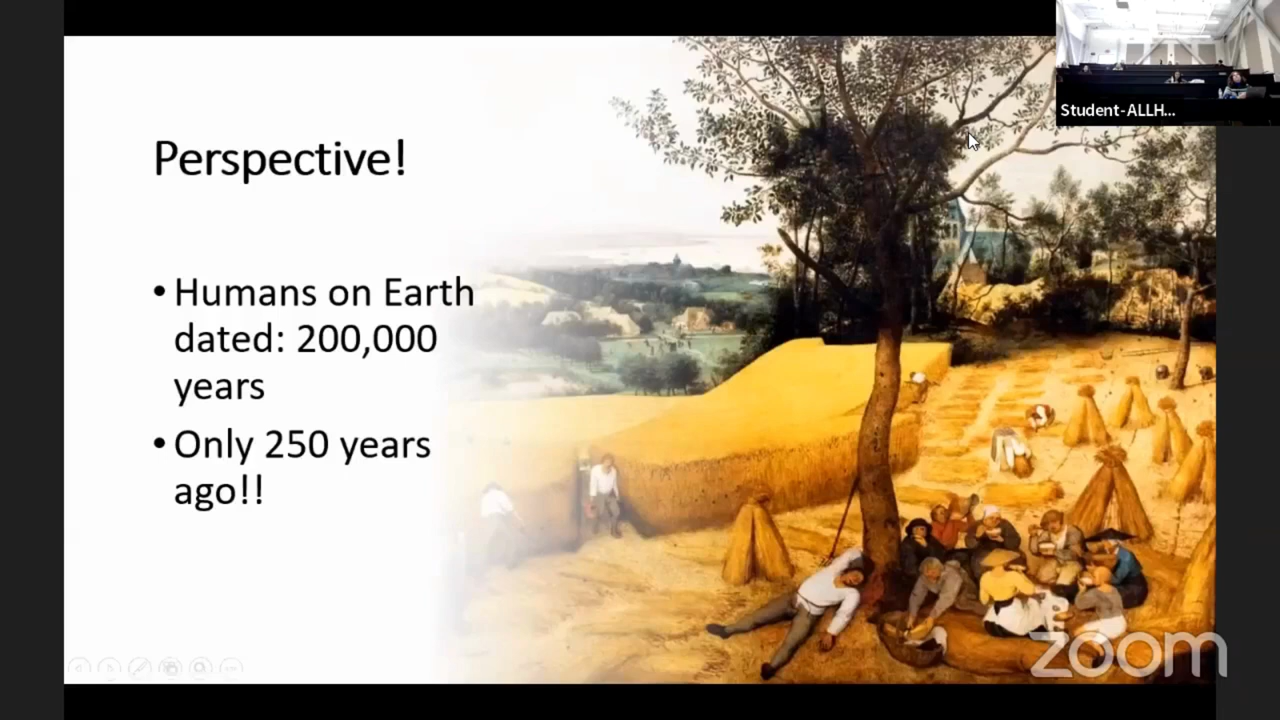 Student-ALLH...
Perspective!
• Humans on Earth
dated: 200,000
years
• Only 250 years
ago!!
zoom